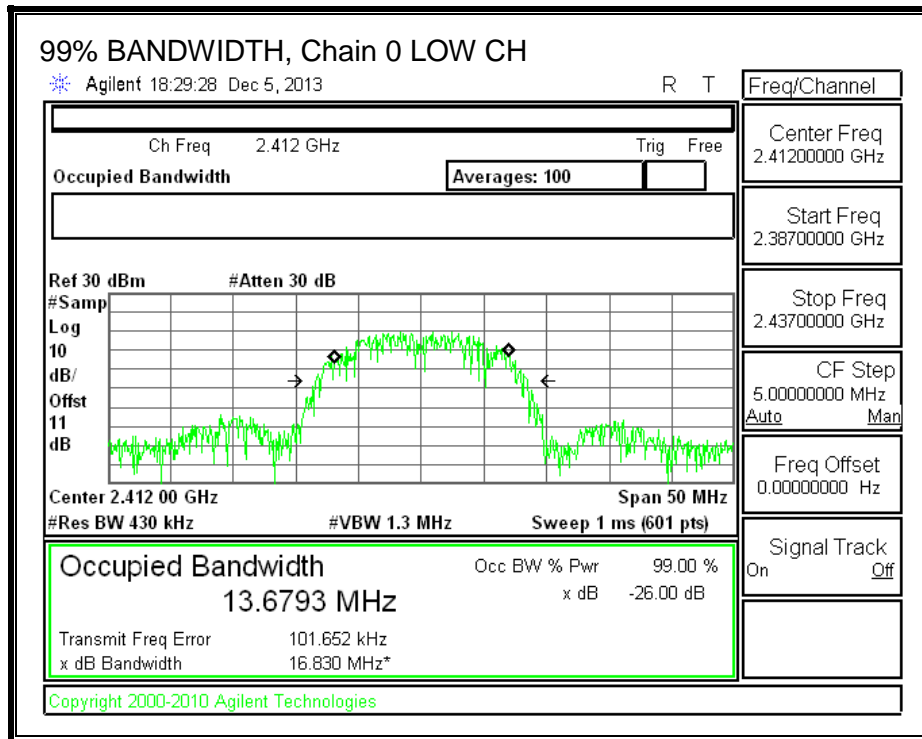 99% BANDWIDTH, Chain 0 LOW CH
Agilent 18:29:28 Dec 5, 2013 R T
Freq/Channel
Ch Freq 2.412 GHz Trig Free
Occupied Bandwidth Averages: 100
Center Freq
2.41200000 GHz
Start Freq
2.38700000 GHz
Stop Freq
2.43700000 GHz
CF Step
5.00000000 MHz
Auto Man
Freq Offset
0.00000000 Hz
Signal Track
On Off
Ref 30 dBm #Atten 30 dB
#Samp
Log
10
dB/
Offst
11
dB
Center 2.412 00 GHz Span 50 MHz
#Res BW 430 kHz #VBW 1.3 MHz Sweep 1 ms (601 pts)
Occupied Bandwidth Occ BW % Pwr 99.00 %
13.6793 MHz x dB -26.00 dB
Transmit Freq Error 101.652 kHz
x dB Bandwidth 16.830 MHz*
Copyright 2000-2010 Agilent Technologies